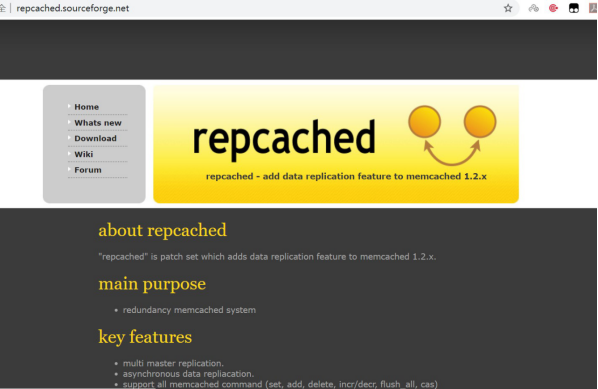 全 | repcached.sourceforge.net
Home
Whats new
Download
Wiki
Forum
repcached
repcached - add data replication feature to memcached 1.2.x
about repcached
"repcached" is patch set which adds data replication feature to memcached 1.2.x.
main purpose
redundancy memcached system
key features
multi master replication.
asynchronous data repliacation.
support all memcached command (set, add, delete, incr/decr, flush_all, cas)